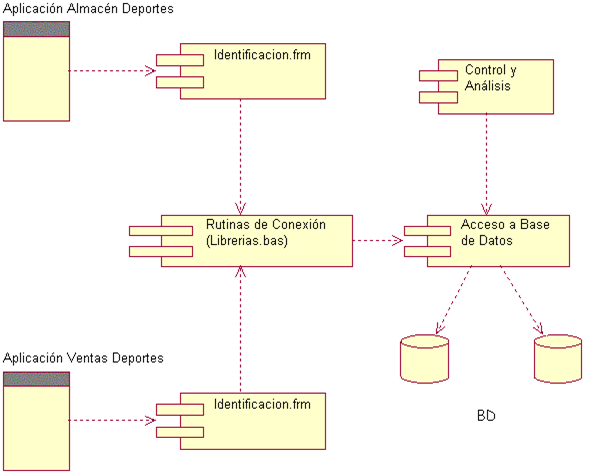 Aplicación Almacén Deportes
Identificacion.frm
Control y
Análisis
Rutinas de Conexión
(Librerias.bas)
Acceso a Base
de Datos
Aplicación Ventas Deportes
Identificacion.frm
BD